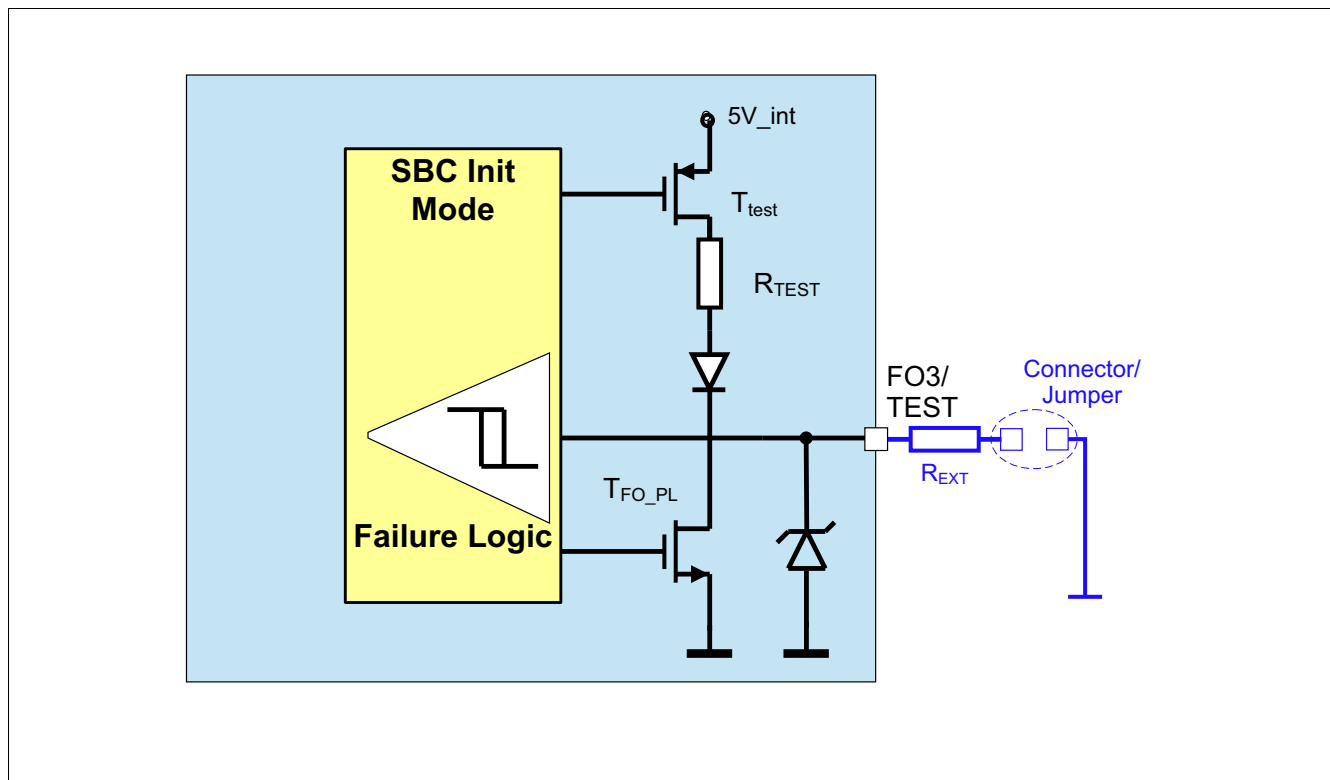 5V_int
SBC Init
Mode
Ttest
RTEST
FO3/
TEST
Connector/
Jumper
REXT
TFO_PL
Failure Logic